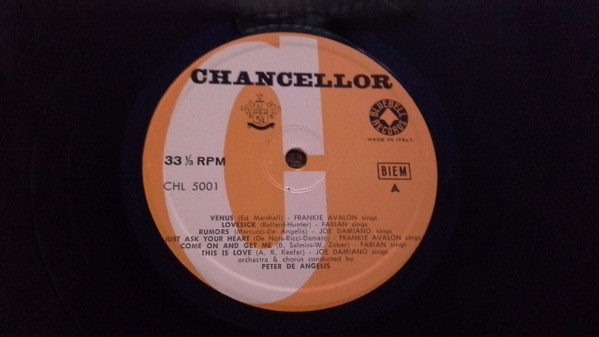 CHANCELLOR
BLUEBELL RECORDS
MADE IN ITALY
33 ⅓ RPM
CHL 5001
BIEM
A
VENUS (Ed Marshall) - FRANKIE AVALON sings
LOVESICK (Bellard-Hunter) - FABIAN sings
RUMORS (Marcucci-De Angelis) - JOE DAMIANO sings
JUST ASK YOUR HEART (De Nota-Ricci-Damato) - FRANKIE AVALON sings
COME ON AND GET ME (B. Salmirs-W. Zober) - FABIAN sings
THIS IS LOVE (A. R. Keefer) - JOE DAMIANO sings
orchestra & chorus conducted by
PETER DE ANGELIS